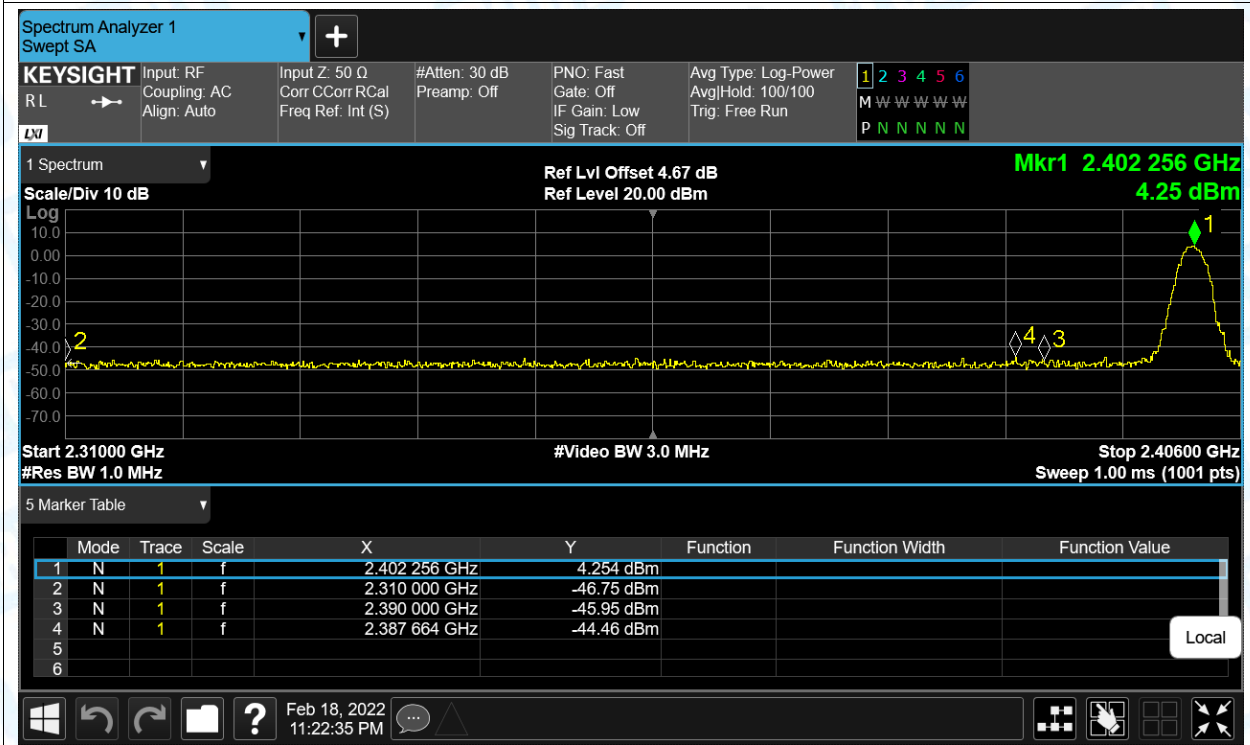 Spectrum Analyzer 1
Swept SA
KEYSIGHT
R L
LXI
Input: RF
Coupling: AC
Align: Auto
Input Z: 50 Ω
Corr CCorr RCal
Freq Ref: Int (S)
#Atten: 30 dB
Preamp: Off
PNO: Fast
Gate: Off
IF Gain: Low
Sig Track: Off
Avg Type: Log-Power
Avg|Hold: 100/100
Trig: Free Run
1 2 3 4 5 6
M W W W W W
P N N N N N
1 Spectrum
Scale/Div 10 dB
Ref Lvl Offset 4.67 dB
Ref Level 20.00 dBm
Mkr1 2.402 256 GHz
4.25 dBm
Log
10.0
0.00
-10.0
-20.0
-30.0
-40.0
-50.0
-60.0
-70.0
2
4
3
1
Start 2.31000 GHz
#Video BW 3.0 MHz
Stop 2.40600 GHz
#Res BW 1.0 MHz
Sweep 1.00 ms (1001 pts)
5 Marker Table
Mode Trace Scale X Y Function Function Width Function Value
1 N 1 f 2.402 256 GHz 4.254 dBm
2 N 1 f 2.310 000 GHz -46.75 dBm
3 N 1 f 2.390 000 GHz -45.95 dBm
4 N 1 f 2.387 664 GHz -44.46 dBm
5
6
Local
?
Feb 18, 2022
11:22:35 PM